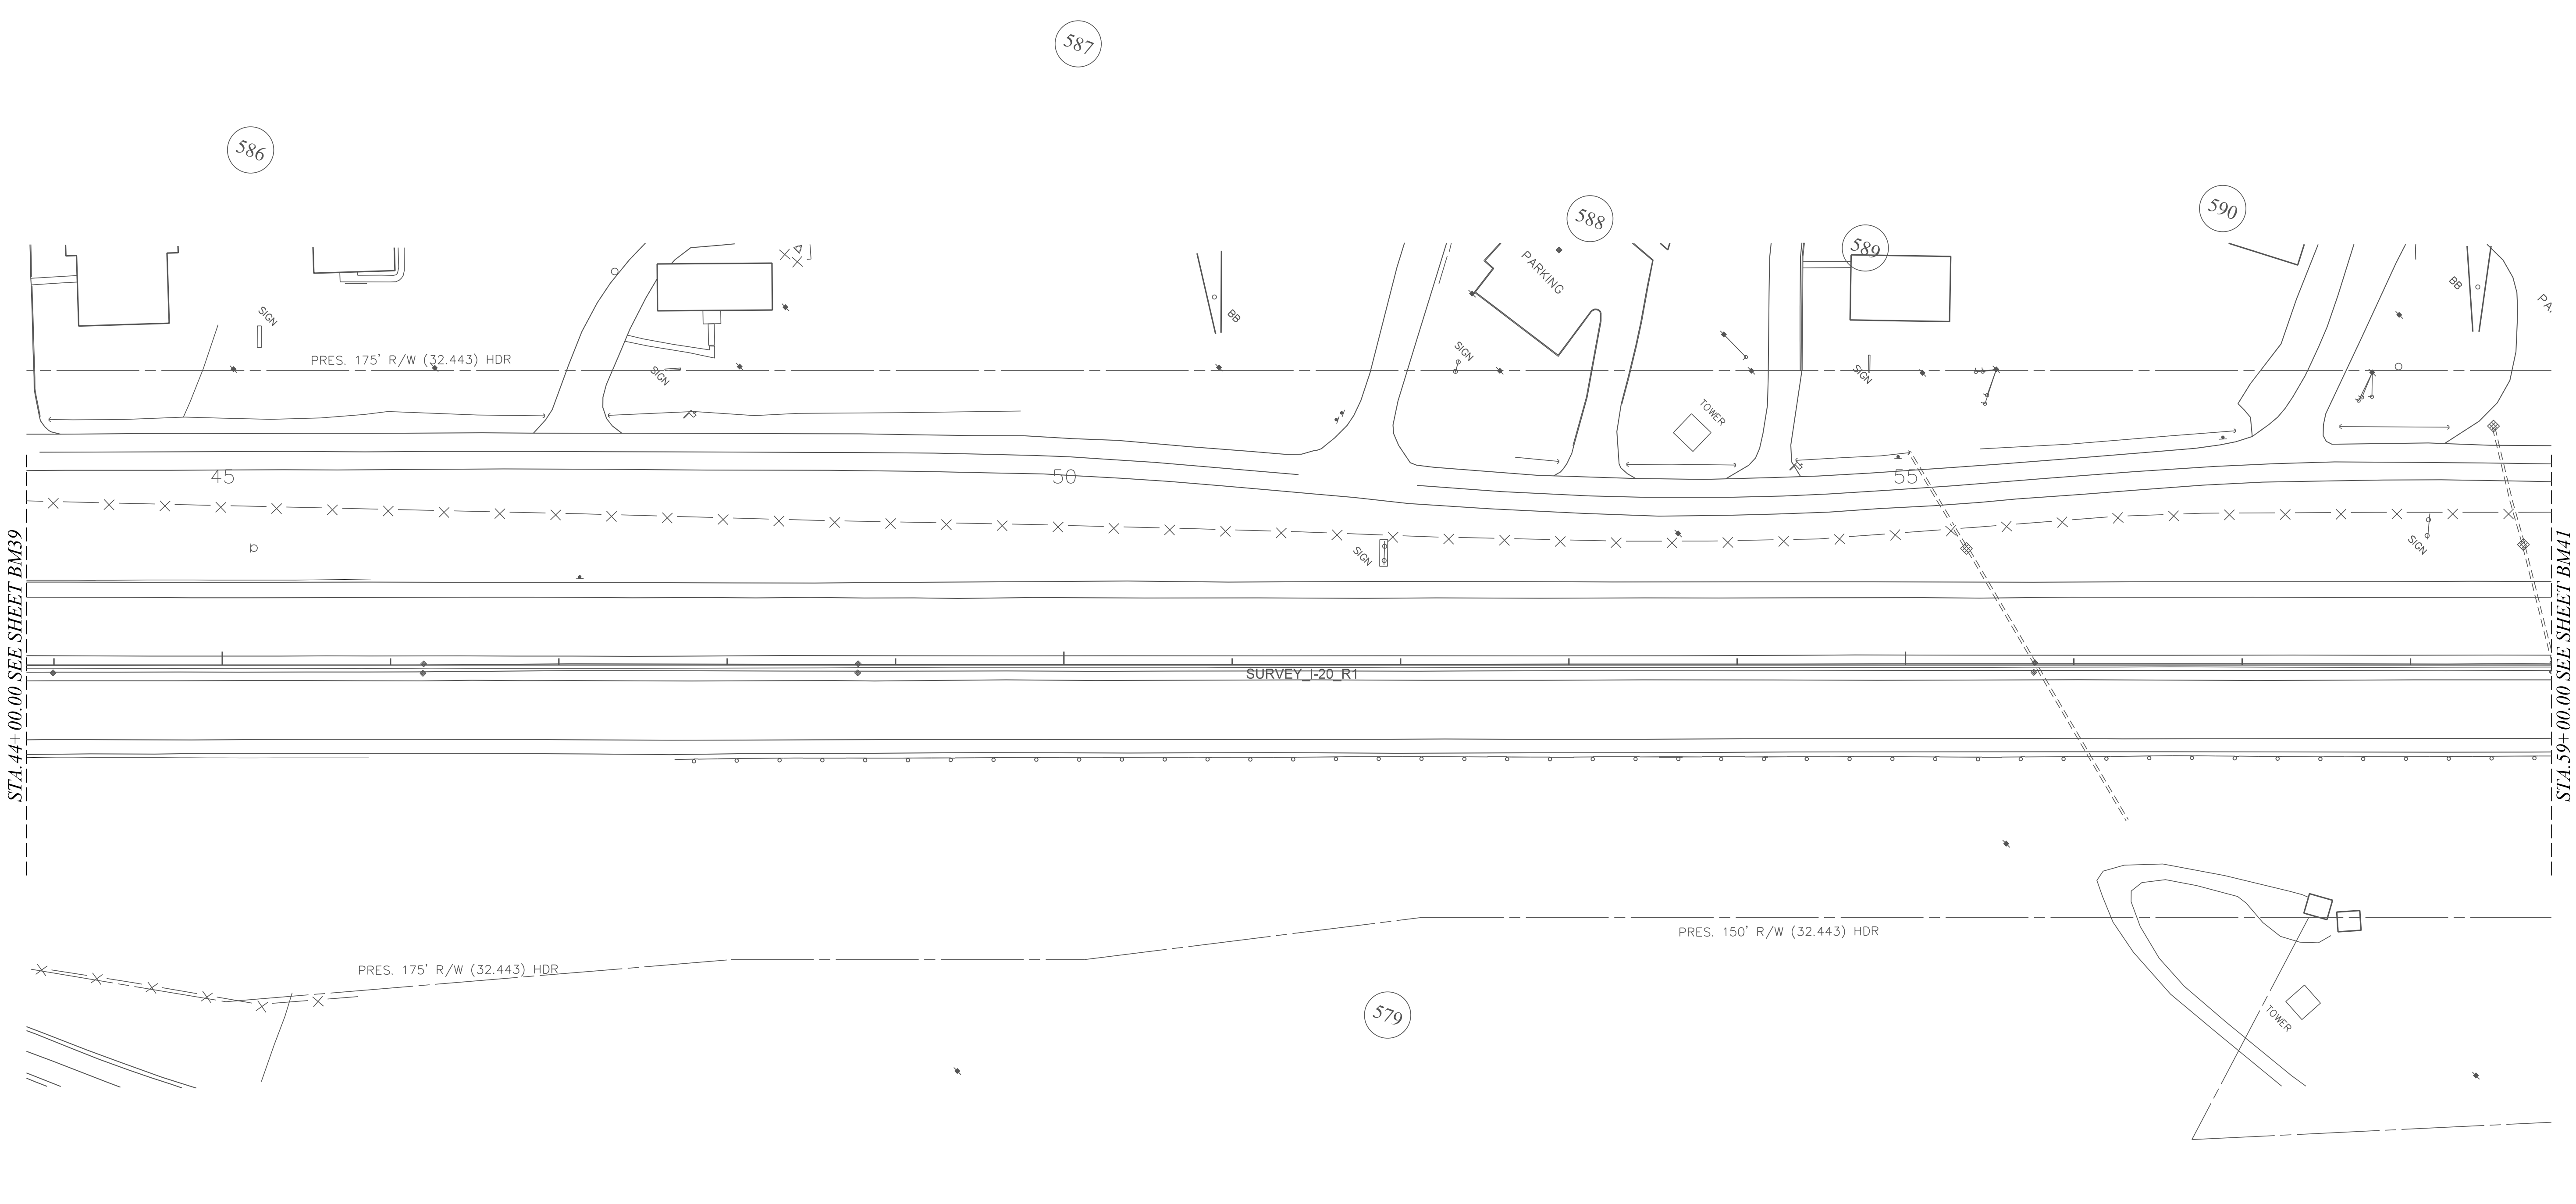 587
586
590
588
589
PARKING
SIGN
BB
BB
PA
PRES. 175' R/W (32.443) HDR
SIGN
SIGN
SIGN
TOWER
45
50
55
p
SIGN
SIGN
STA.44+00.00 SEE SHEET BM39
STA.59+00.00 SEE SHEET BM41
SURVEY_I-20_R1
PRES. 150' R/W (32.443) HDR
PRES. 175' R/W (32.443) HDR
579
TOWER